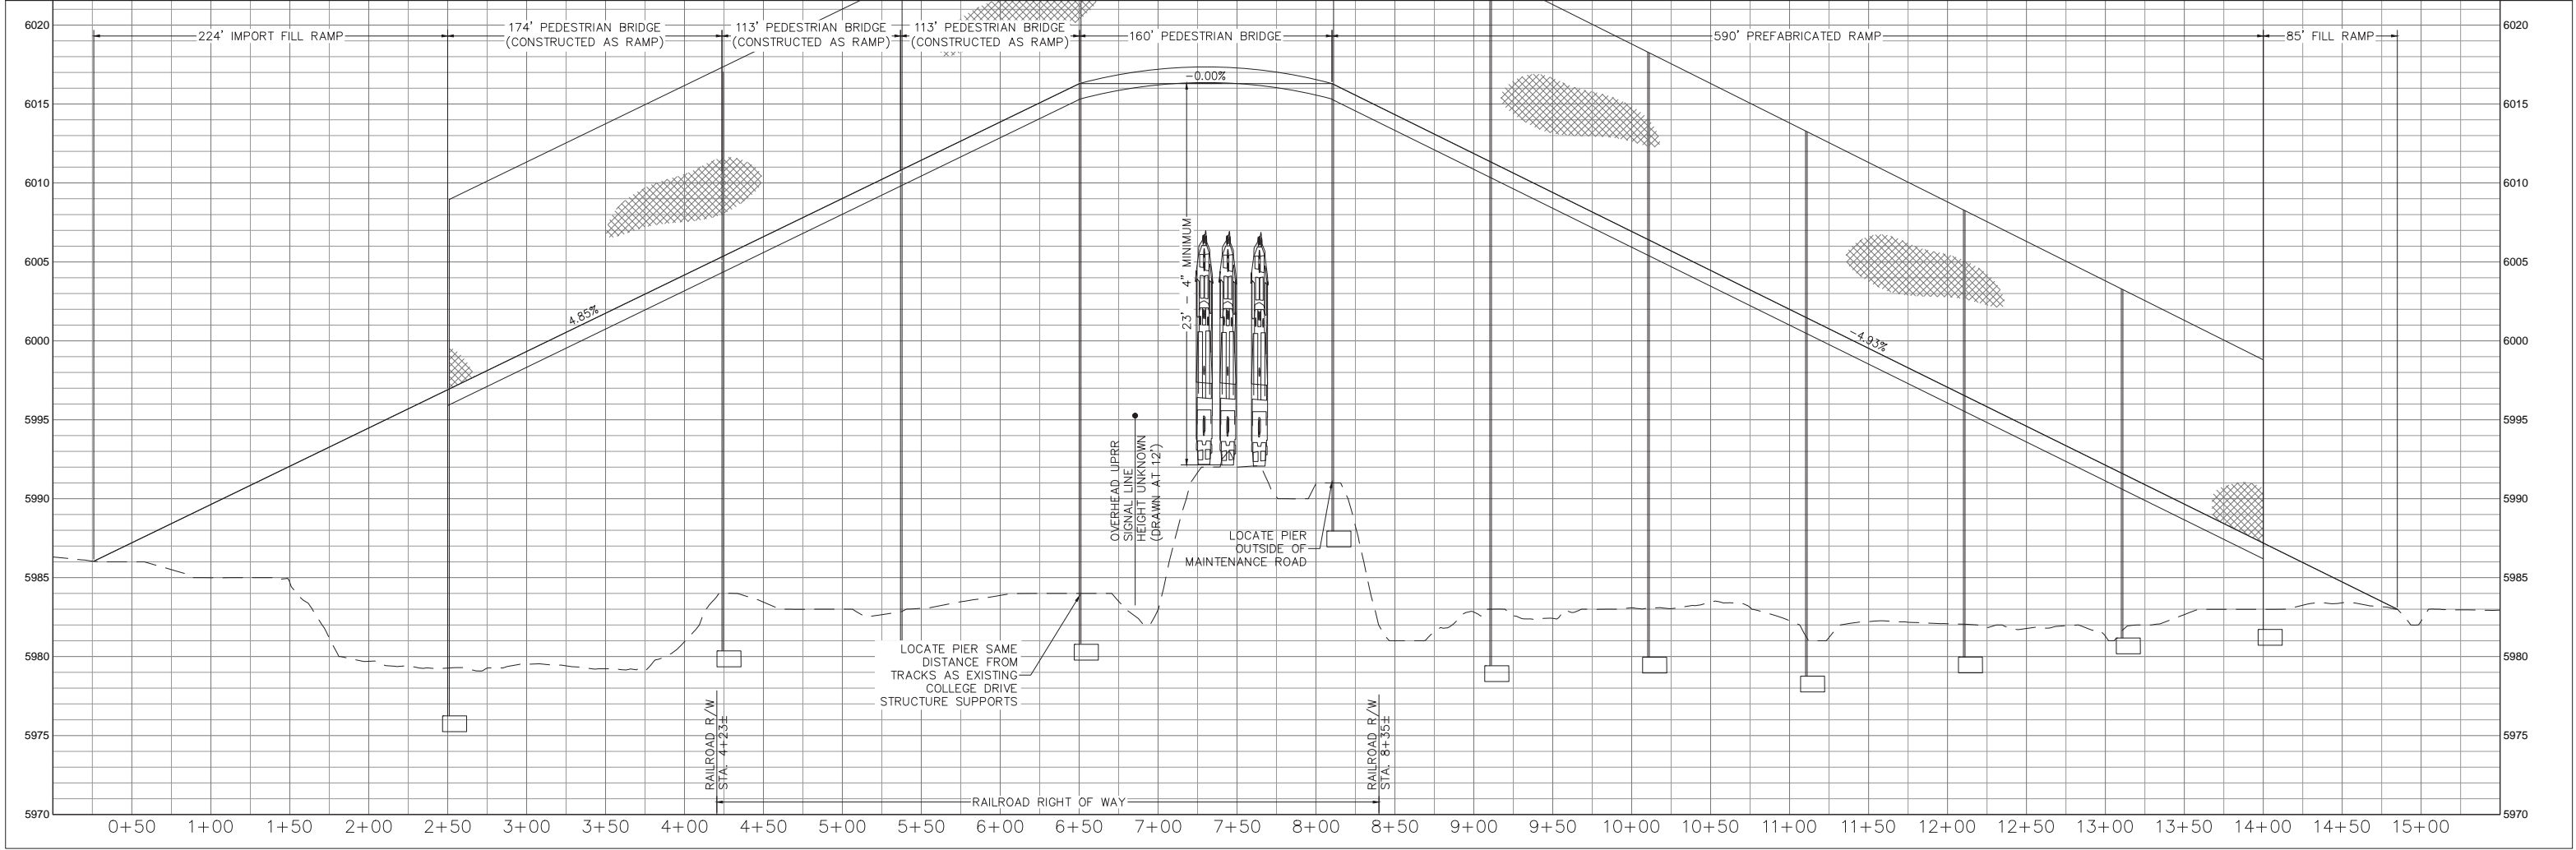 6020
6015
6010
6005
6000
5995
5990
5985
5980
5975
5970
224' IMPORT FILL RAMP
174' PEDESTRIAN BRIDGE
(CONSTRUCTED AS RAMP)
113' PEDESTRIAN BRIDGE
(CONSTRUCTED AS RAMP)
113' PEDESTRIAN BRIDGE
(CONSTRUCTED AS RAMP)
160' PEDESTRIAN BRIDGE
590' PREFABRICATED RAMP
85' FILL RAMP
-0.00%
4.85%
-4.93%
23' - 4" MINIMUM
OVERHEAD UPRR
SIGNAL LINE
HEIGHT UNKNOWN
(DRAWN AT 12')
LOCATE PIER
OUTSIDE OF
MAINTENANCE ROAD
LOCATE PIER SAME
DISTANCE FROM
TRACKS AS EXISTING
COLLEGE DRIVE
STRUCTURE SUPPORTS
RAILROAD R/W
STA. 4+23±
RAILROAD R/W
STA. 8+35±
RAILROAD RIGHT OF WAY
6020
6015
6010
6005
6000
5995
5990
5985
5980
5975
5970
0+50 1+00 1+50 2+00 2+50 3+00 3+50 4+00 4+50 5+00 5+50 6+00 6+50 7+00 7+50 8+00 8+50 9+00 9+50 10+00 10+50 11+00 11+50 12+00 12+50 13+00 13+50 14+00 14+50 15+00